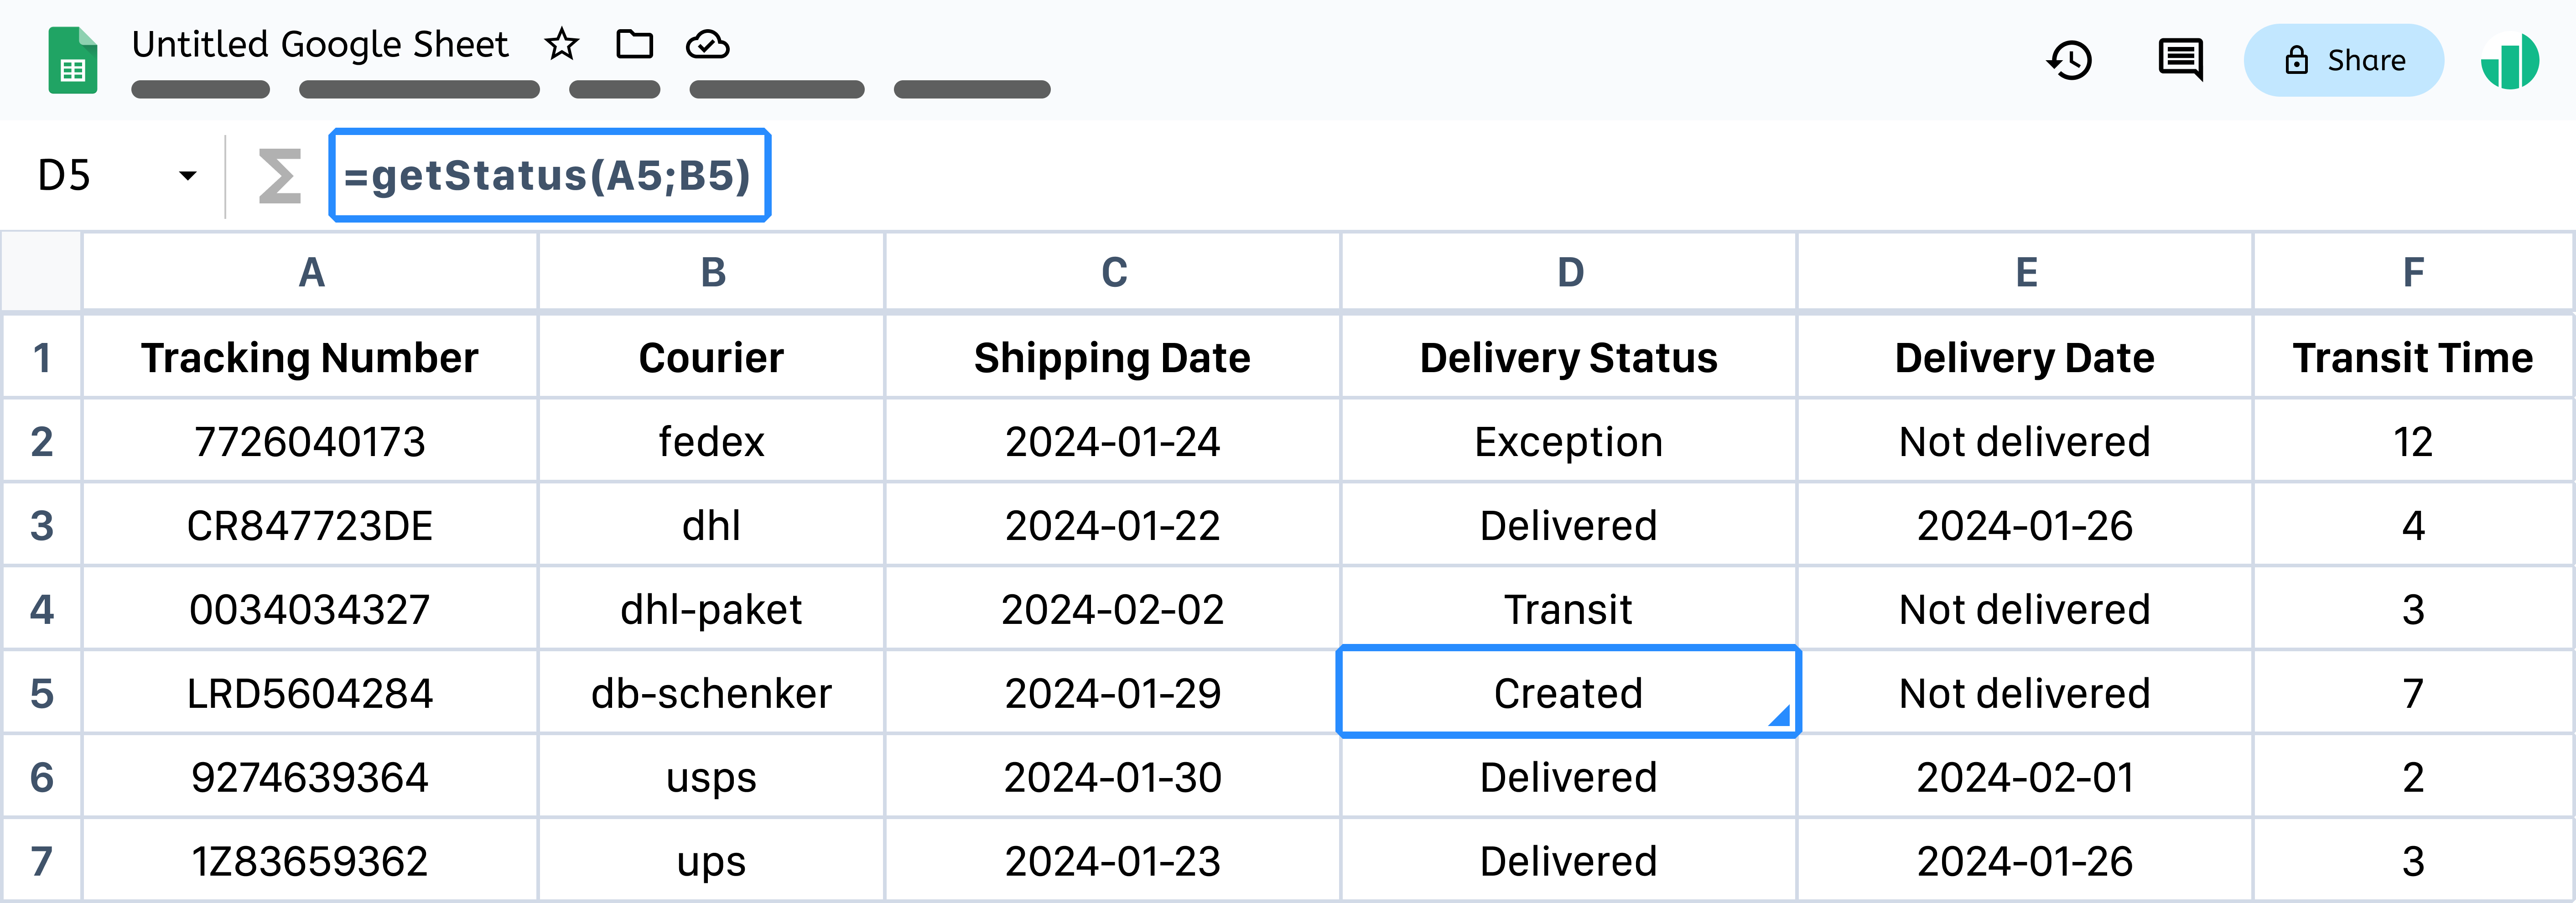 Untitled Google Sheet
Share
D5 =getStatus(A5;B5)
A B C D E F
1 Tracking Number Courier Shipping Date Delivery Status Delivery Date Transit Time
2 7726040173 fedex 2024-01-24 Exception Not delivered 12
3 CR847723DE dhl 2024-01-22 Delivered 2024-01-26 4
4 0034034327 dhl-paket 2024-02-02 Transit Not delivered 3
5 LRD5604284 db-schenker 2024-01-29 Created Not delivered 7
6 9274639364 usps 2024-01-30 Delivered 2024-02-01 2
7 1Z83659362 ups 2024-01-23 Delivered 2024-01-26 3